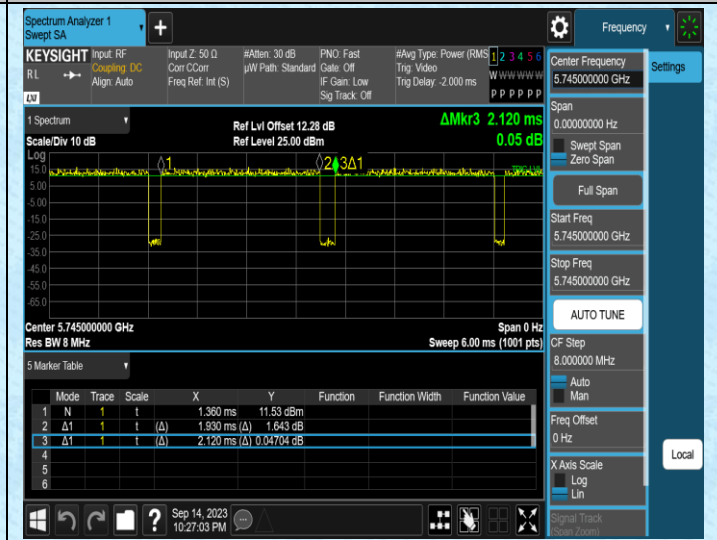 Spectrum Analyzer 1
Swept SA
+
Frequency
KEYSIGHT
RL
LXI
Input: RF
Coupling: DC
Align: Auto
Input Z: 50 Ω
Corr CCorr
Freq Ref: Int (S)
#Atten: 30 dB
µW Path: Standard
PNO: Fast
Gate: Off
IF Gain: Low
Sig Track: Off
#Avg Type: Power (RMS
Trig: Video
Trig Delay: -2.000 ms
1 2 3 4 5 6
W W W W W W
P P P P P P
1 Spectrum
Scale/Div 10 dB
Log
Ref Lvl Offset 12.28 dB
Ref Level 25.00 dBm
ΔMkr3 2.120 ms
0.05 dB
1
2
3Δ1
15.0
5.00
-5.00
-15.0
-25.0
-35.0
-45.0
-55.0
-65.0
Center 5.745000000 GHz
Res BW 8 MHz
Span 0 Hz
Sweep 6.00 ms (1001 pts)
5 Marker Table
Mode Trace Scale X Y Function Function Width Function Value
1 N 1 t 1.360 ms 11.53 dBm
2 Δ1 1 t (Δ) 1.930 ms (Δ) 1.643 dB
3 Δ1 1 t (Δ) 2.120 ms (Δ) 0.04704 dB
4
5
6
?
Sep 14, 2023
10:27:03 PM
Center Frequency
5.745000000 GHz
Span
0.00000000 Hz
Swept Span
Zero Span
Full Span
Start Freq
5.745000000 GHz
Stop Freq
5.745000000 GHz
AUTO TUNE
CF Step
8.000000 MHz
Auto
Man
Freq Offset
0 Hz
X Axis Scale
Log
Lin
Signal Track
(Span Zoom)
Settings
Local